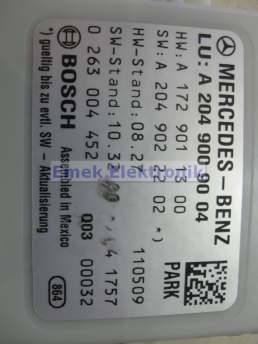 MERCEDES-BENZ
LU: A 204 900 90 04
HW: A 172 901 13 00 PARK
SW: A 204 902 22 02 *)
HW-Stand: 08.27 110509
SW-Stand: 10.33 1757
0 263 004 452 Q03 00032
BOSCH Assembled in Mexico 864
*) gueltig bis zu evtl. SW - Aktualisierung
Emek Elektronik